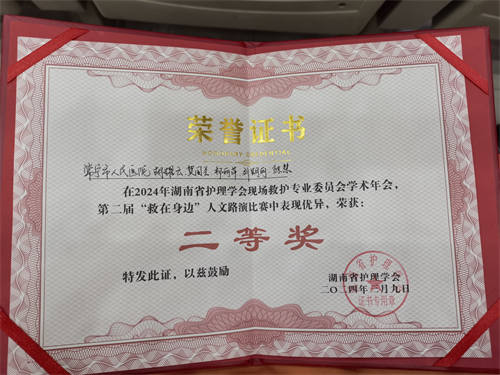 荣誉证书
常宁市人民医院
在2024年湖南省护理学会现场救护专业委员会学术年会，
第二届“救在身边”人文路演比赛中表现优异，荣获：
二等奖
特发此证，以兹鼓励
湖南省护理学会
二〇二四年 月九日
证书专用章